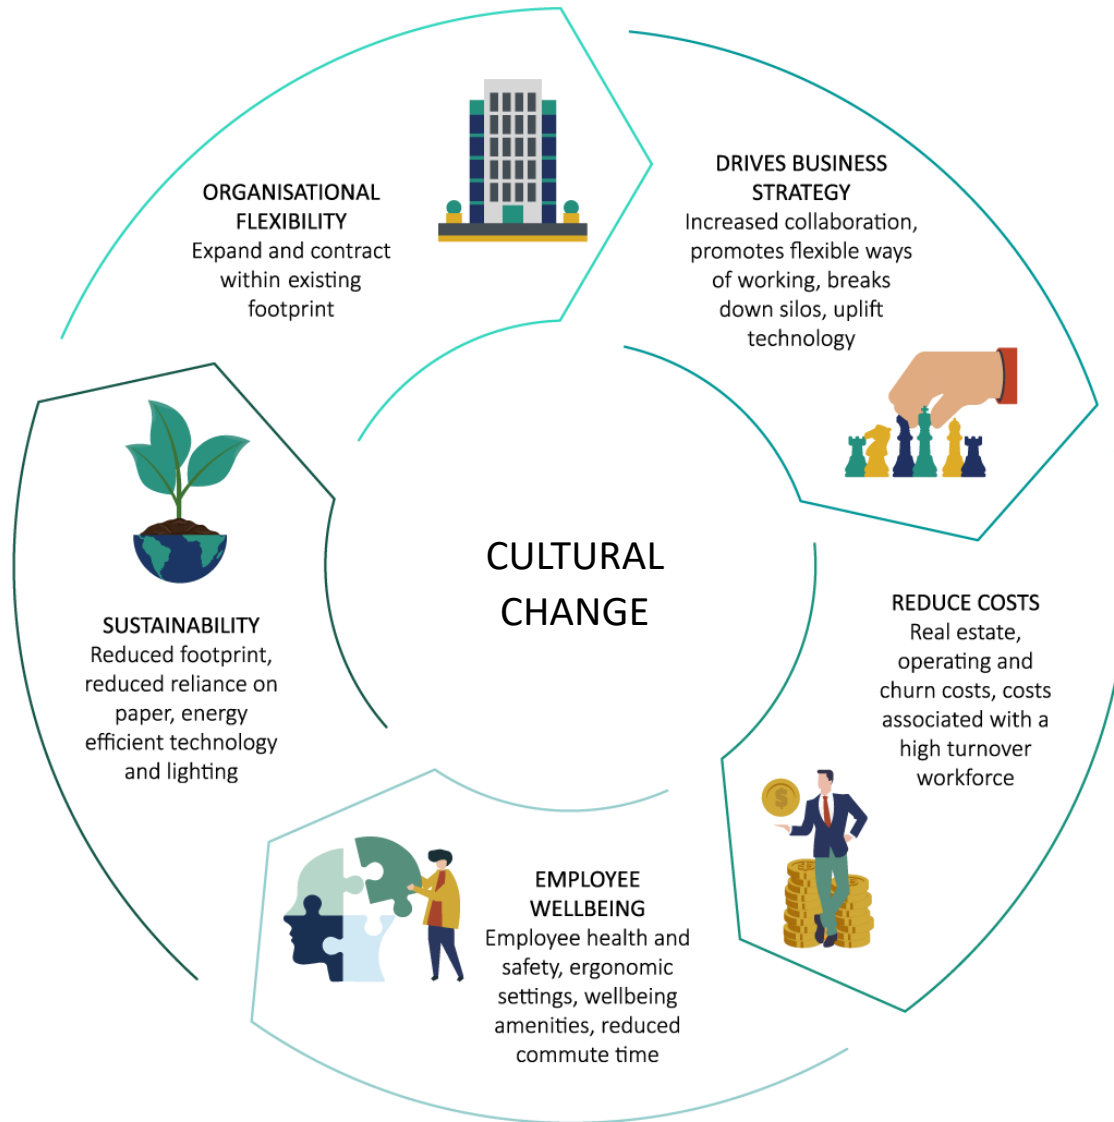 ORGANISATIONAL
FLEXIBILITY
Expand and contract
within existing
footprint
DRIVES BUSINESS
STRATEGY
Increased collaboration,
promotes flexible ways
of working, breaks
down silos, uplift
technology
REDUCE COSTS
Real estate,
operating and
churn costs, costs
associated with a
high turnover
workforce
EMPLOYEE
WELLBEING
Employee health and
safety, ergonomic
settings, wellbeing
amenities, reduced
commute time
SUSTAINABILITY
Reduced footprint,
reduced reliance on
paper, energy
efficient technology
and lighting
CULTURAL
CHANGE
$